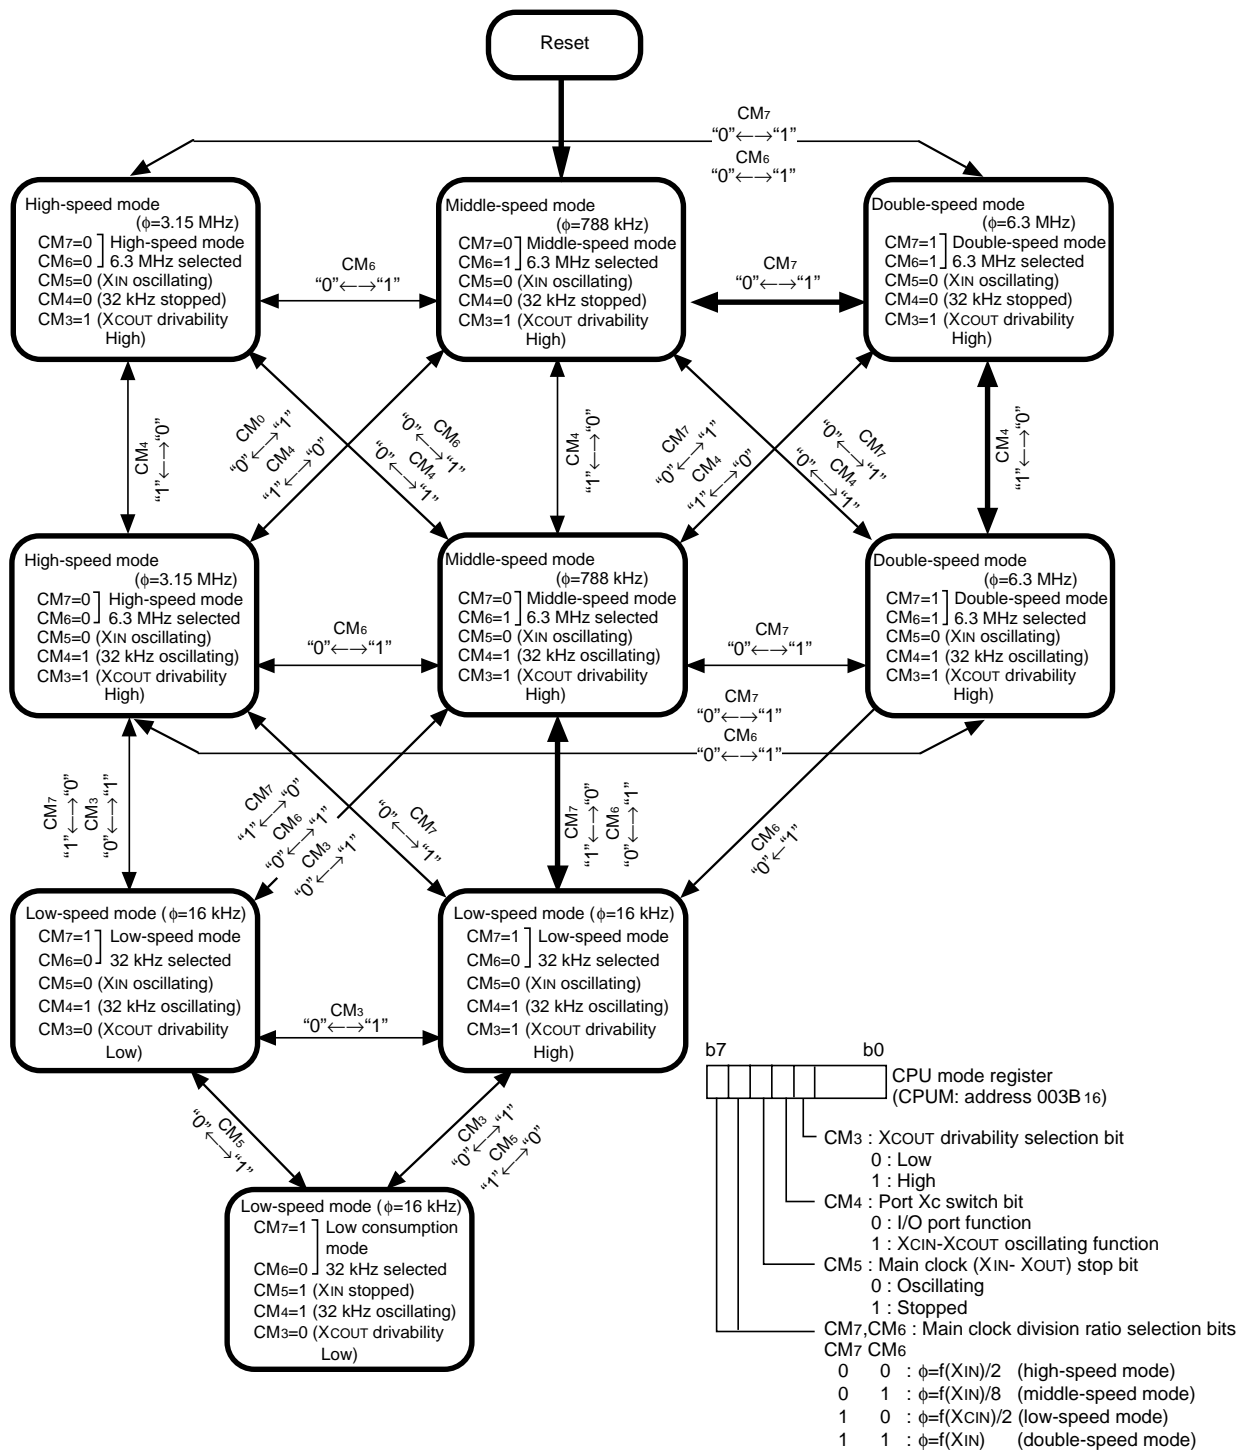 Reset
CM7
“0”←→“1”
CM6
“0”←→“1”
High-speed mode
(ϕ=3.15 MHz)
CM7=0 High-speed mode
CM6=0 6.3 MHz selected
CM5=0 (XIN oscillating)
CM4=0 (32 kHz stopped)
CM3=1 (XCOUT drivability
High)
CM6
“0”←→“1”
Middle-speed mode
(ϕ=788 kHz)
CM7=0 Middle-speed mode
CM6=1 6.3 MHz selected
CM5=0 (XIN oscillating)
CM4=0 (32 kHz stopped)
CM3=1 (XCOUT drivability
High)
CM7
“0”←→“1”
Double-speed mode
(ϕ=6.3 MHz)
CM7=1 Double-speed mode
CM6=1 6.3 MHz selected
CM5=0 (XIN oscillating)
CM4=0 (32 kHz stopped)
CM3=1 (XCOUT drivability
High)
CM4
“1”←→“0”
CM0
“0”←→“1”
CM4
“1”←→“0”
CM6
“0”←→“1”
CM4
“0”←→“1”
CM4
“1”←→“0”
CM7
“0”←→“1”
CM4
“1”←→“0”
CM7
“0”←→“1”
CM4
“0”←→“1”
CM4
“1”←→“0”
High-speed mode
(ϕ=3.15 MHz)
CM7=0 High-speed mode
CM6=0 6.3 MHz selected
CM5=0 (XIN oscillating)
CM4=1 (32 kHz oscillating)
CM3=1 (XCOUT drivability
High)
CM6
“0”←→“1”
Middle-speed mode
(ϕ=788 kHz)
CM7=0 Middle-speed mode
CM6=1 6.3 MHz selected
CM5=0 (XIN oscillating)
CM4=1 (32 kHz oscillating)
CM3=1 (XCOUT drivability
High)
CM7
“0”←→“1”
Double-speed mode
(ϕ=6.3 MHz)
CM7=1 Double-speed mode
CM6=1 6.3 MHz selected
CM5=0 (XIN oscillating)
CM4=1 (32 kHz oscillating)
CM3=1 (XCOUT drivability
High)
CM7
“0”←→“1”
CM6
“0”←→“1”
CM7
“1”←→“0”
CM3
“0”←→“1”
CM7
“1”←→“0”
CM6
“0”←→“1”
CM3
“0”←→“1”
CM7
“0”←→“1”
CM7
“1”←→“0”
CM6
“0”←→“1”
CM6
“0”←“1”
Low-speed mode (ϕ=16 kHz)
CM7=1 Low-speed mode
CM6=0 32 kHz selected
CM5=0 (XIN oscillating)
CM4=1 (32 kHz oscillating)
CM3=0 (XCOUT drivability
Low)
CM3
“0”←→“1”
Low-speed mode (ϕ=16 kHz)
CM7=1 Low-speed mode
CM6=0 32 kHz selected
CM5=0 (XIN oscillating)
CM4=1 (32 kHz oscillating)
CM3=1 (XCOUT drivability
High)
CM5
“0”←→“1”
CM3
“0”←→“1”
CM5
“1”←→“0”
Low-speed mode (ϕ=16 kHz)
CM7=1 Low consumption
mode
CM6=0 32 kHz selected
CM5=1 (XIN stopped)
CM4=1 (32 kHz oscillating)
CM3=0 (XCOUT drivability
Low)
b7 b0
CPU mode register
(CPUM: address 003B16)
CM3 : XCOUT drivability selection bit
0 : Low
1 : High
CM4 : Port Xc switch bit
0 : I/O port function
1 : XCIN-XCOUT oscillating function
CM5 : Main clock (XIN- XOUT) stop bit
0 : Oscillating
1 : Stopped
CM7,CM6 : Main clock division ratio selection bits
CM7 CM6
0 0 : ϕ=f(XIN)/2 (high-speed mode)
0 1 : ϕ=f(XIN)/8 (middle-speed mode)
1 0 : ϕ=f(XCIN)/2 (low-speed mode)
1 1 : ϕ=f(XIN) (double-speed mode)